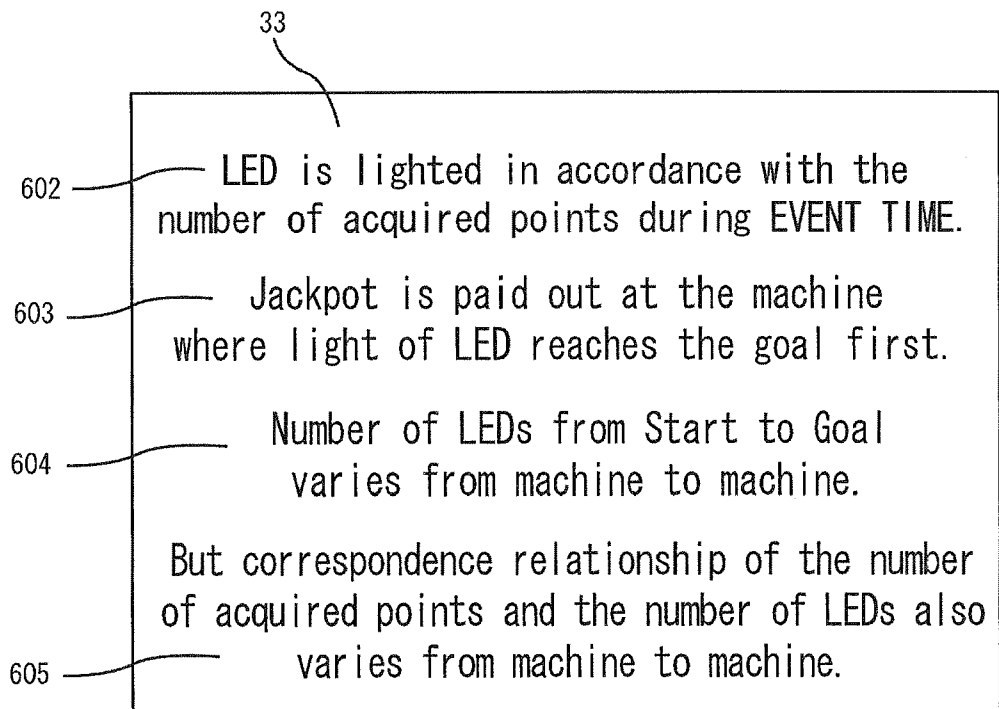 33
602
LED is lighted in accordance with the
number of acquired points during EVENT TIME.
603
Jackpot is paid out at the machine
where light of LED reaches the goal first.
604
Number of LEDs from Start to Goal
varies from machine to machine.
But correspondence relationship of the number
of acquired points and the number of LEDs also
605
varies from machine to machine.